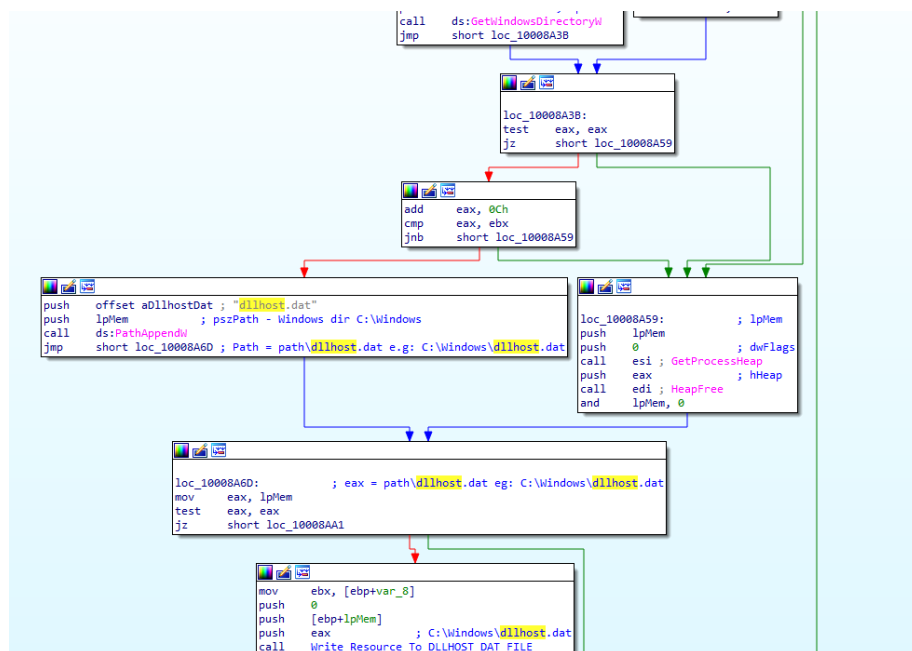 call ds:GetWindowsDirectoryW
jmp short loc_10008A3B
loc_10008A3B:
test eax, eax
jz short loc_10008A59
add eax, 0Ch
cmp eax, ebx
jnb short loc_10008A59
push offset aDllhostDat ; "dllhost.dat"
push lpMem ; pszPath - Windows dir C:\Windows
call ds:PathAppendW
jmp short loc_10008A6D ; Path = path\dllhost.dat e.g: C:\Windows\dllhost.dat
loc_10008A59: ; lpMem
push lpMem
push 0 ; dwFlags
call esi ; GetProcessHeap
push eax ; hHeap
call edi ; HeapFree
and lpMem, 0
loc_10008A6D: ; eax = path\dllhost.dat eg: C:\Windows\dllhost.dat
mov eax, lpMem
test eax, eax
jz short loc_10008AA1
mov ebx, [ebp+var_8]
push 0
push [ebp+lpMem]
push eax ; C:\Windows\dllhost.dat
call Write_Resource_To_DLLHOST_DAT_FILE